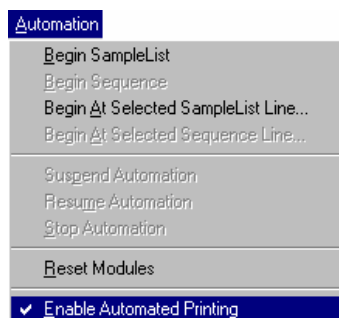 Automation
Begin SampleList
Begin Sequence
Begin At Selected SampleList Line...
Begin At Selected Sequence Line...
Suspend Automation
Resume Automation
Stop Automation
Reset Modules
✔ Enable Automated Printing